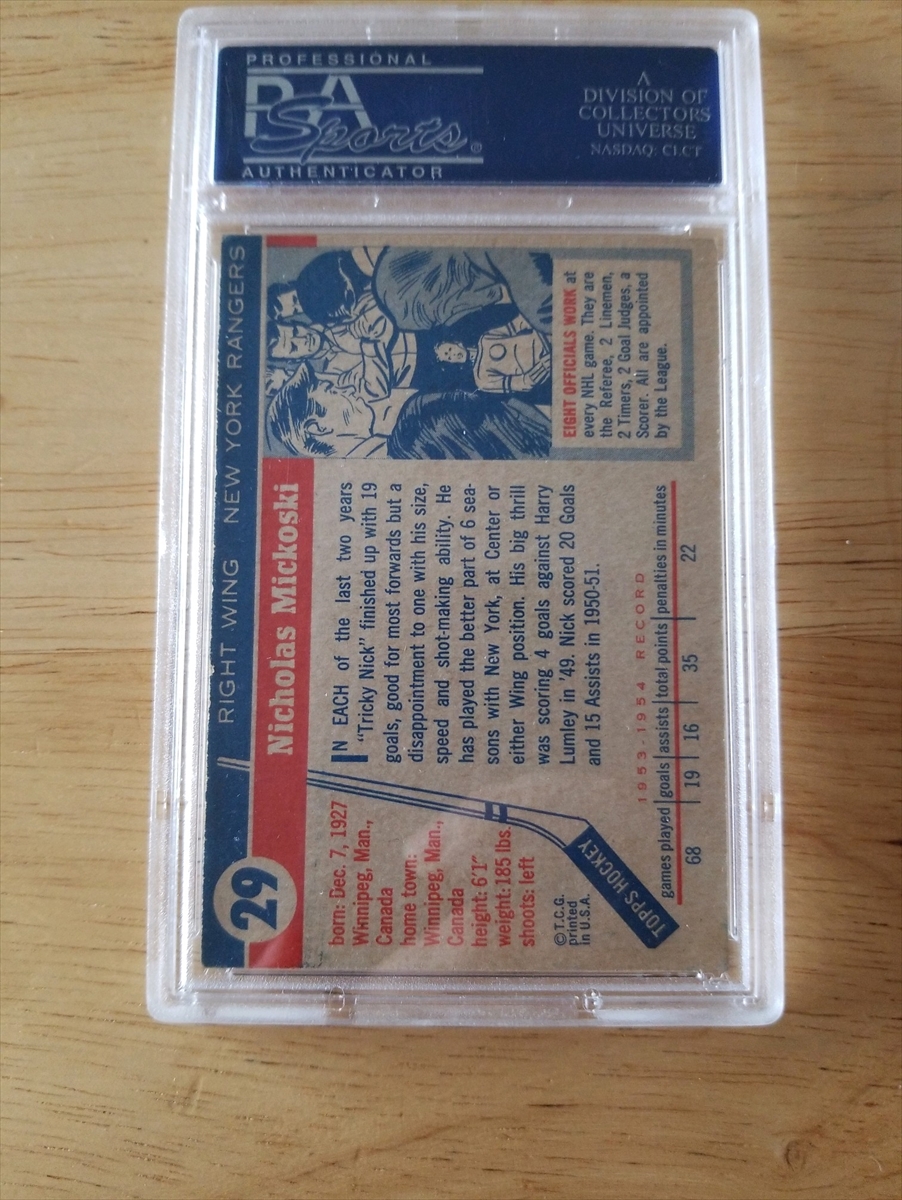 PROFESSIONAL
PSA
Sports®
AUTHENTICATOR
A
DIVISION OF
COLLECTORS
UNIVERSE
NASDAQ: CLCT
29
RIGHT WING NEW YORK RANGERS
Nicholas Mickoski
born: Dec. 7, 1927
Winnipeg, Man.,
Canada
home town:
Winnipeg, Man.,
Canada
height: 6'1"
weight: 185 lbs.
shoots: left
©T.C.G.
printed
in U.S.A.
TOPPS HOCKEY
IN EACH of the last two years
"Tricky Nick" finished up with 19
goals, good for most forwards but a
disappointment to one with his size,
speed and shot-making ability. He
has played the better part of 6 sea-
sons with New York, at Center or
either Wing position. His big thrill
was scoring 4 goals against Harry
Lumley in '49. Nick scored 20 Goals
and 15 Assists in 1950-51.
1953-1954 RECORD
games played goals assists total points penalties in minutes
68 19 16 35 22
EIGHT OFFICIALS WORK at
every NHL game. They are
the Referee, 2 Linemen,
2 Timers, 2 Goal Judges, a
Scorer. All are appointed
by the League.